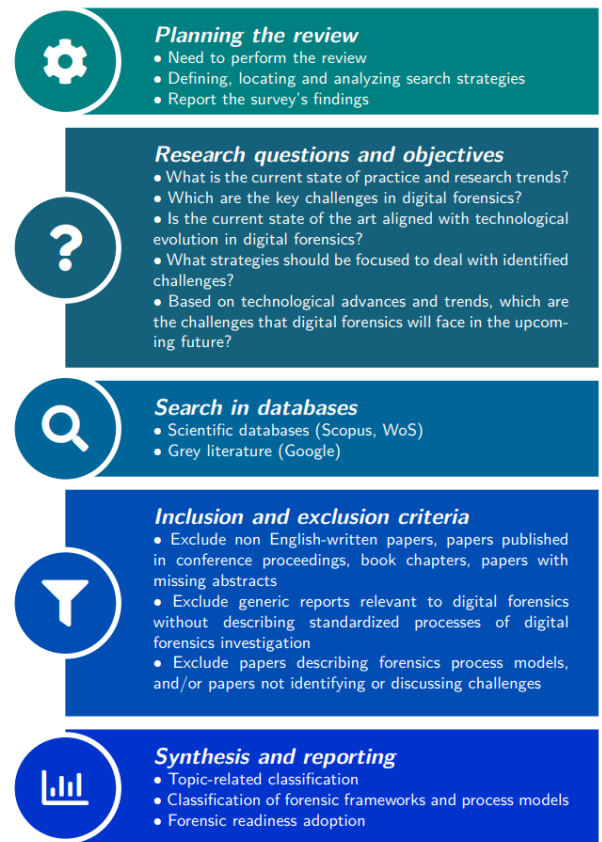 Planning the review
• Need to perform the review
• Defining, locating and analyzing search strategies
• Report the survey's findings
Research questions and objectives
• What is the current state of practice and research trends?
• Which are the key challenges in digital forensics?
• Is the current state of the art aligned with technological
evolution in digital forensics?
• What strategies should be focused to deal with identified
challenges?
• Based on technological advances and trends, which are
the challenges that digital forensics will face in the upcom-
ing future?
Search in databases
• Scientific databases (Scopus, WoS)
• Grey literature (Google)
Inclusion and exclusion criteria
• Exclude non English-written papers, papers published
in conference proceedings, book chapters, papers with
missing abstracts
• Exclude generic reports relevant to digital forensics
without describing standardized processes of digital
forensics investigation
• Exclude papers describing forensics process models,
and/or papers not identifying or discussing challenges
Synthesis and reporting
• Topic-related classification
• Classification of forensic frameworks and process models
• Forensic readiness adoption